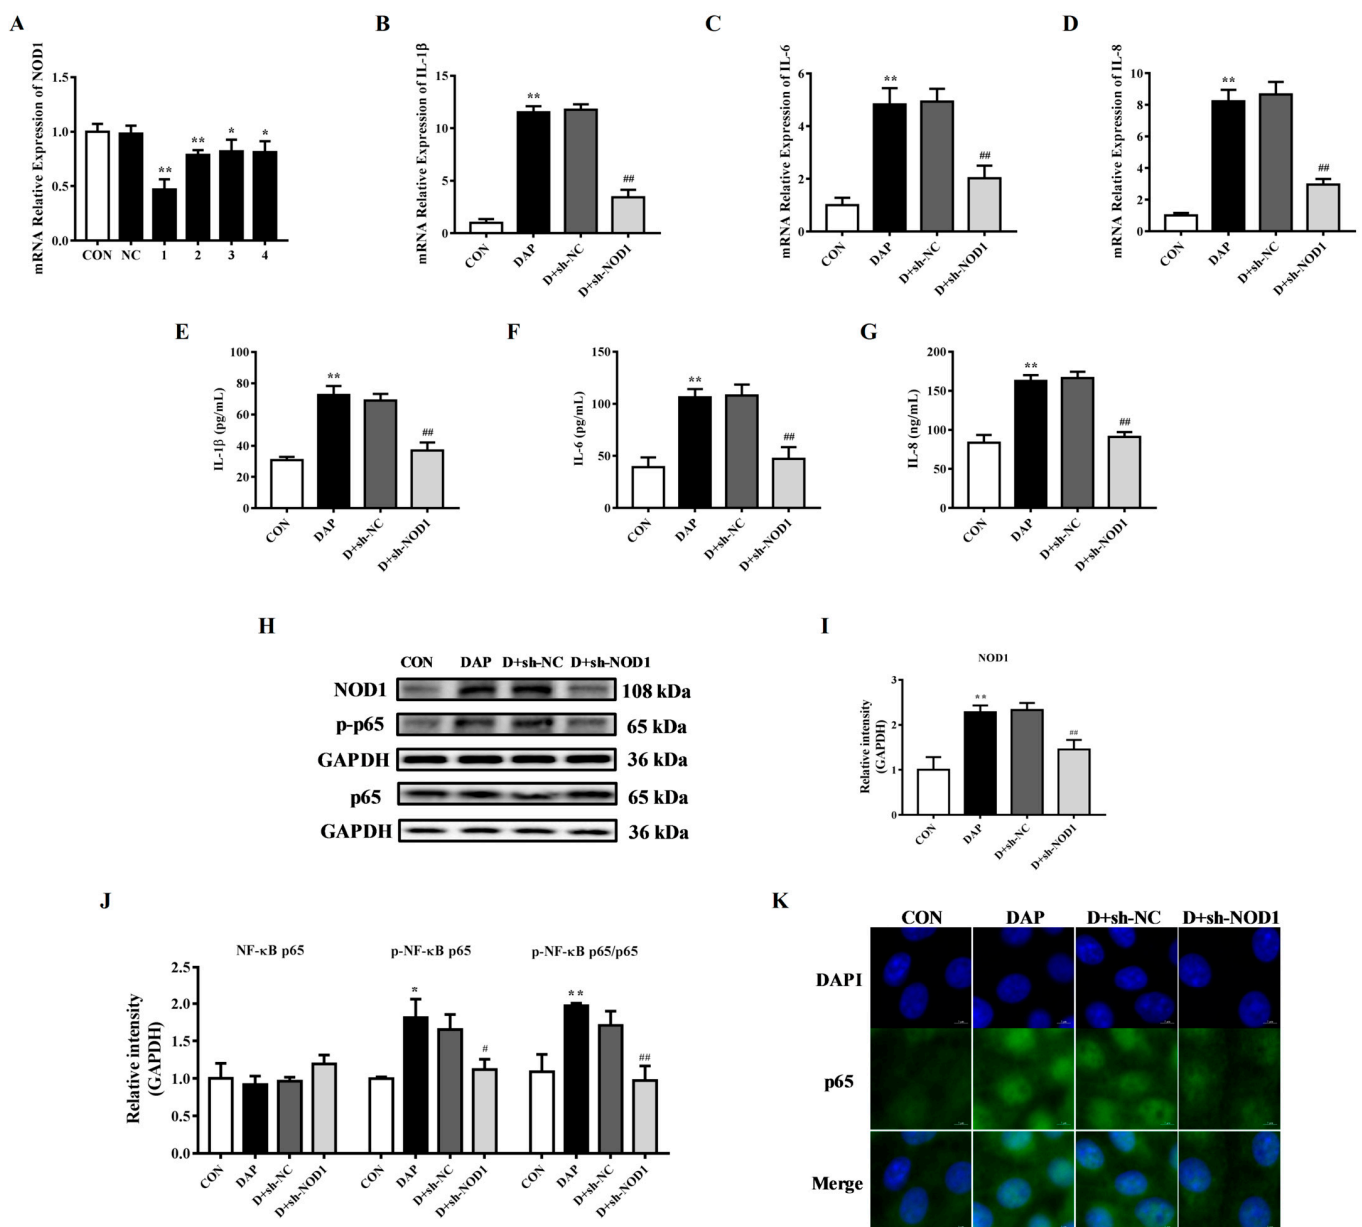 A
mRNA Relative Expression of NOD1
1.5
1.0
0.5
0.0
** ** * *
CON NC 1 2 3 4
B
mRNA Relative Expression of IL-1β
15
10
5
0
**
##
CON DAP D+sh-NC D+sh-NOD1
C
mRNA Relative Expression of IL-6
6
4
2
0
**
##
CON DAP D+sh-NC D+sh-NOD1
D
mRNA Relative Expression of IL-8
10
8
6
4
2
0
**
##
CON DAP D+sh-NC D+sh-NOD1
E
IL-1β (pg/mL)
100
80
60
40
20
0
**
##
CON DAP D+sh-NC D+sh-NOD1
F
IL-6 (pg/mL)
150
100
50
0
**
##
CON DAP D+sh-NC D+sh-NOD1
G
IL-8 (ng/mL)
200
150
100
50
0
**
##
CON DAP D+sh-NC D+sh-NOD1
H
CON DAP D+sh-NC D+sh-NOD1
NOD1 108 kDa
p-p65 65 kDa
GAPDH 36 kDa
p65 65 kDa
GAPDH 36 kDa
I
NOD1
Relative intensity
(GAPDH)
3
2
1
0
**
##
CON DAP D+sh-NC D+sh-NOD1
J
NF-κB p65 p-NF-κB p65 p-NF-κB p65/p65
Relative intensity
(GAPDH)
2.5
2.0
1.5
1.0
0.5
0.0
* # ** ##
CON DAP D+sh-NC D+sh-NOD1 CON DAP D+sh-NC D+sh-NOD1 CON DAP D+sh-NC D+sh-NOD1
K
CON DAP D+sh-NC D+sh-NOD1
DAPI
p65
Merge